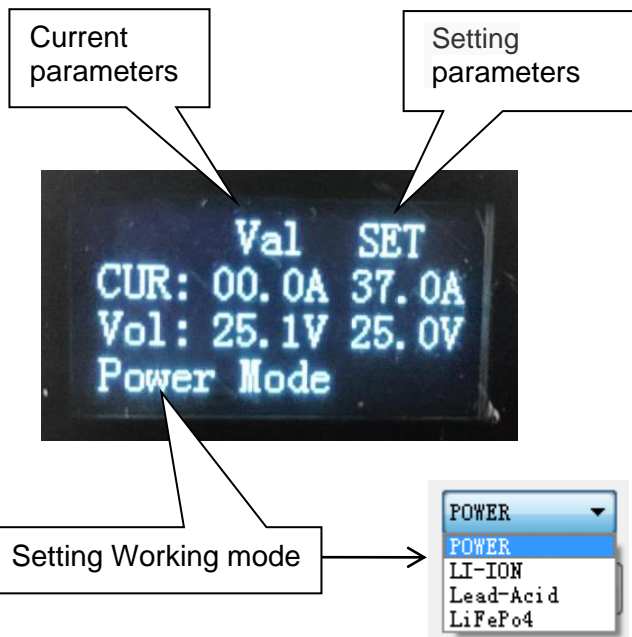 Current
parameters
Setting
parameters
Val SET
CUR: 00.0A 37.0A
Vol: 25.1V 25.0V
Power Mode
Setting Working mode
POWER
POWER
LI-ION
Lead-Acid
LiFePo4